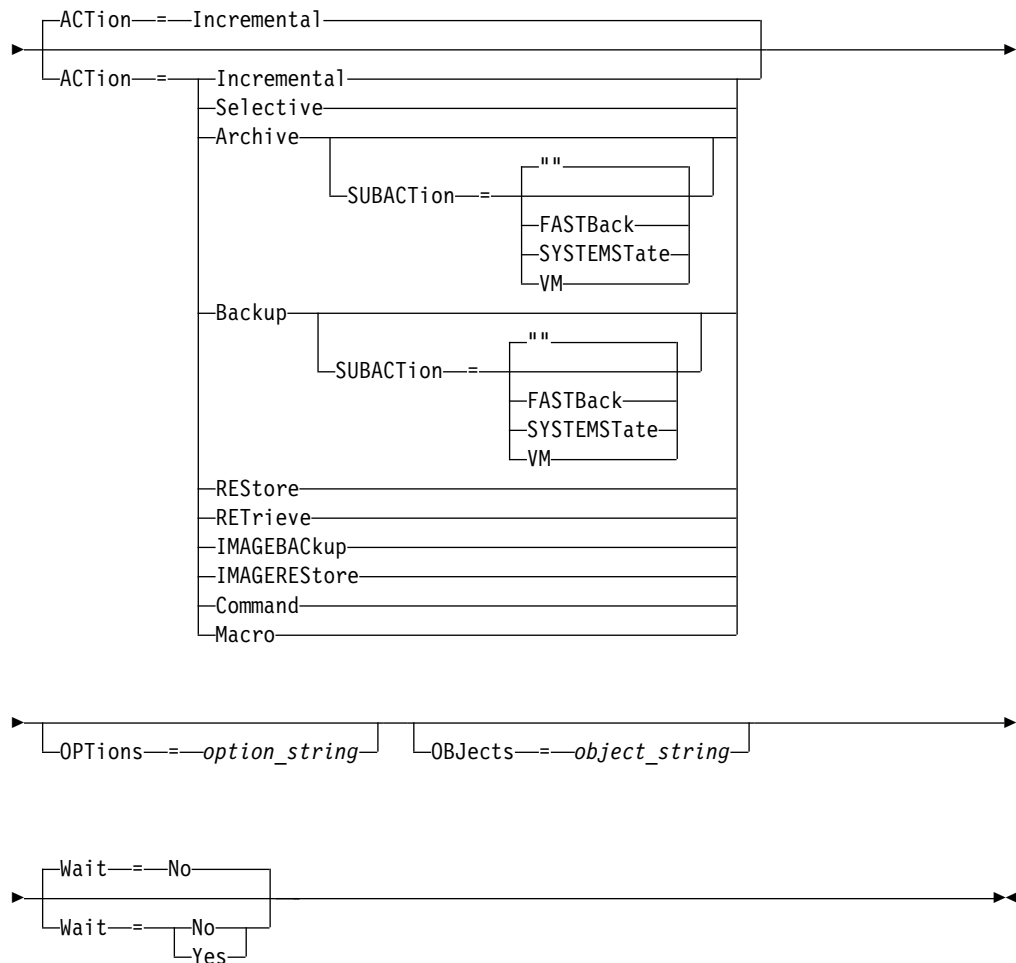 ACTion = Incremental
ACTion = Incremental
Selective
Archive
""
SUBACTion =
FASTBack
SYSTEMSTate
VM
Backup
""
SUBACTion =
FASTBack
SYSTEMSTate
VM
REStore
RETrieve
IMAGEBACkup
IMAGEREStore
Command
Macro
OPTions = option_string OBJects = object_string
Wait = No
Wait = No
Yes